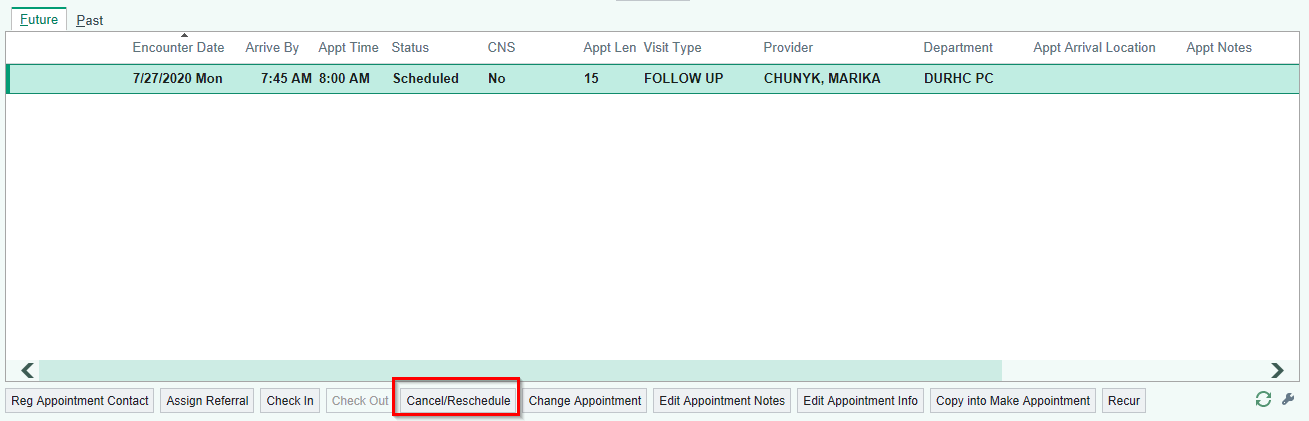 Future Past
Encounter Date Arrive By Appt Time Status CNS Appt Len Visit Type Provider Department Appt Arrival Location Appt Notes
7/27/2020 Mon 7:45 AM 8:00 AM Scheduled No 15 FOLLOW UP CHUNYK, MARIKA DURHC PC
Reg Appointment Contact Assign Referral Check In Check Out Cancel/Reschedule Change Appointment Edit Appointment Notes Edit Appointment Info Copy into Make Appointment Recur